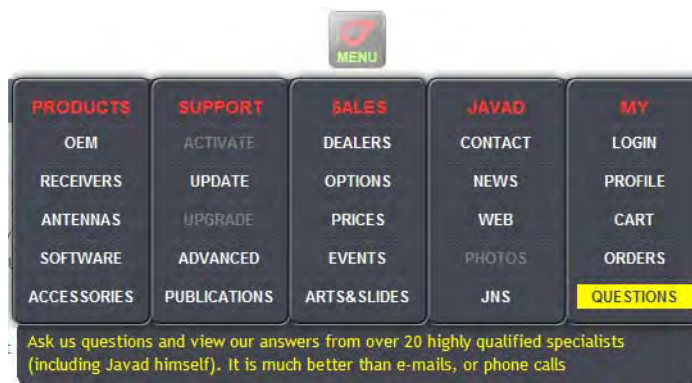 MENU
PRODUCTS SUPPORT SALES JAVAD MY
OEM ACTIVATE DEALERS CONTACT LOGIN
RECEIVERS UPDATE OPTIONS NEWS PROFILE
ANTENNAS UPGRADE PRICES WEB CART
SOFTWARE ADVANCED EVENTS PHOTOS ORDERS
ACCESSORIES PUBLICATIONS ARTS&SLIDES JNS QUESTIONS
Ask us questions and view our answers from over 20 highly qualified specialists
(including Javad himself). It is much better than e-mails, or phone calls